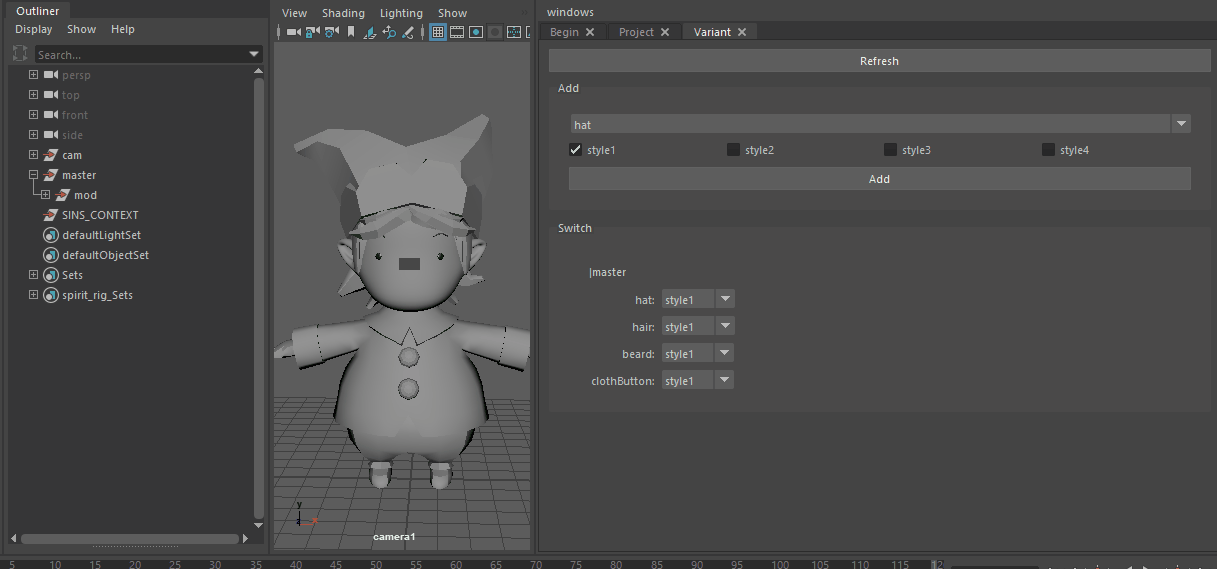 Outliner
Display Show Help
Search...
persp
top
front
side
cam
master
mod
SINS_CONTEXT
defaultLightSet
defaultObjectSet
Sets
spirit_rig_Sets
View Shading Lighting Show
y
x
camera1
windows
Begin Project Variant
Refresh
Add
hat
style1 style2 style3 style4
Add
Switch
|master
hat: style1
hair: style1
beard: style1
clothButton: style1
5 10 15 20 25 30 35 40 45 50 55 60 65 70 75 80 85 90 95 100 105 110 115 12